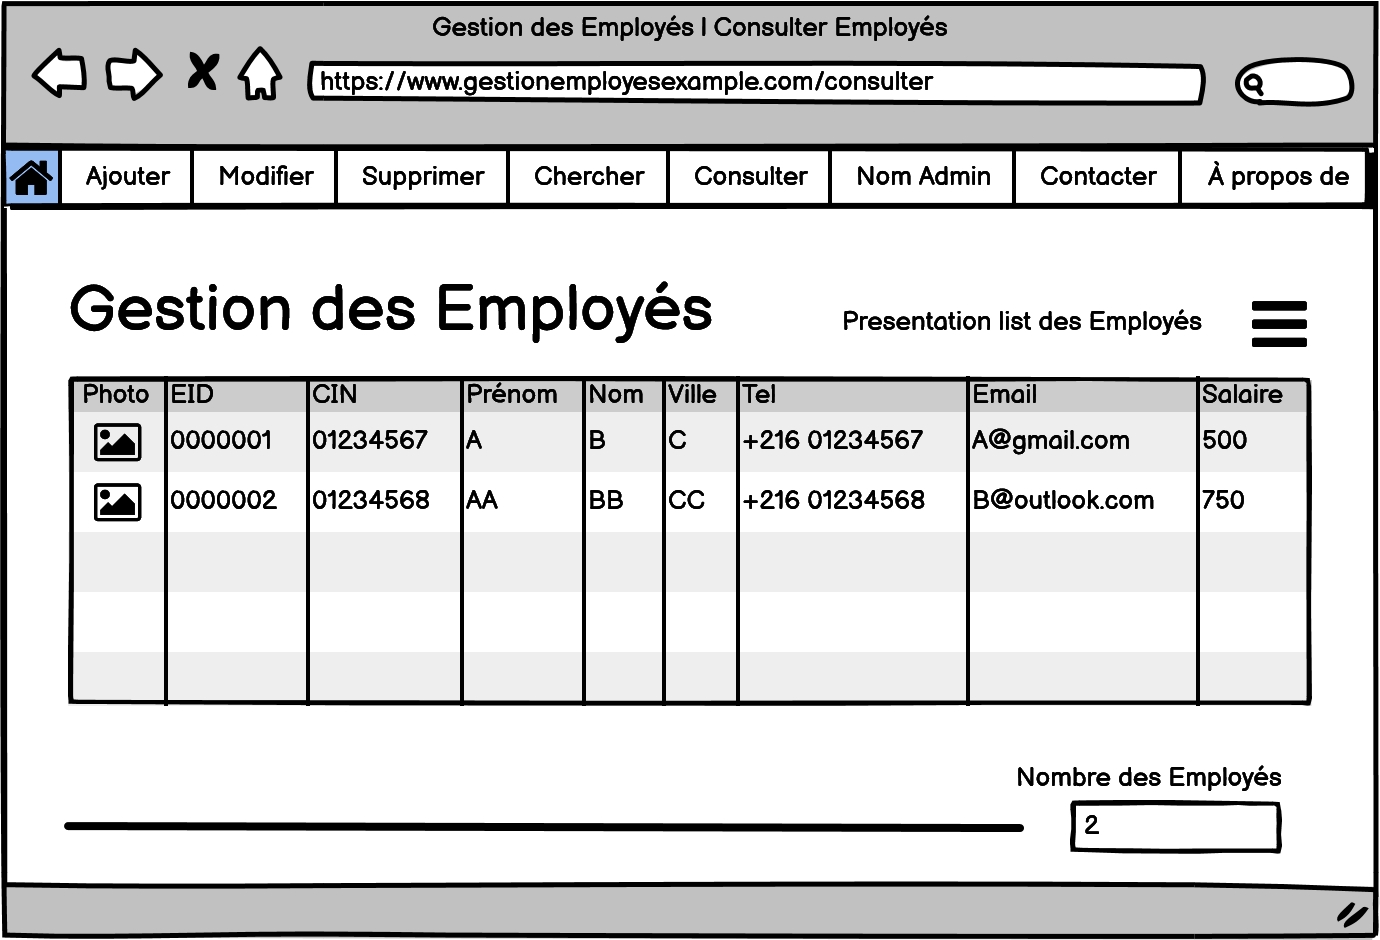 Gestion des Employés | Consulter Employés
https://www.gestionemployesexample.com/consulter
Ajouter Modifier Supprimer Chercher Consulter Nom Admin Contacter À propos de
Gestion des Employés
Presentation list des Employés
Photo EID CIN Prénom Nom Ville Tel Email Salaire
0000001 01234567 A B C +216 01234567 A@gmail.com 500
0000002 01234568 AA BB CC +216 01234568 B@outlook.com 750
Nombre des Employés
2